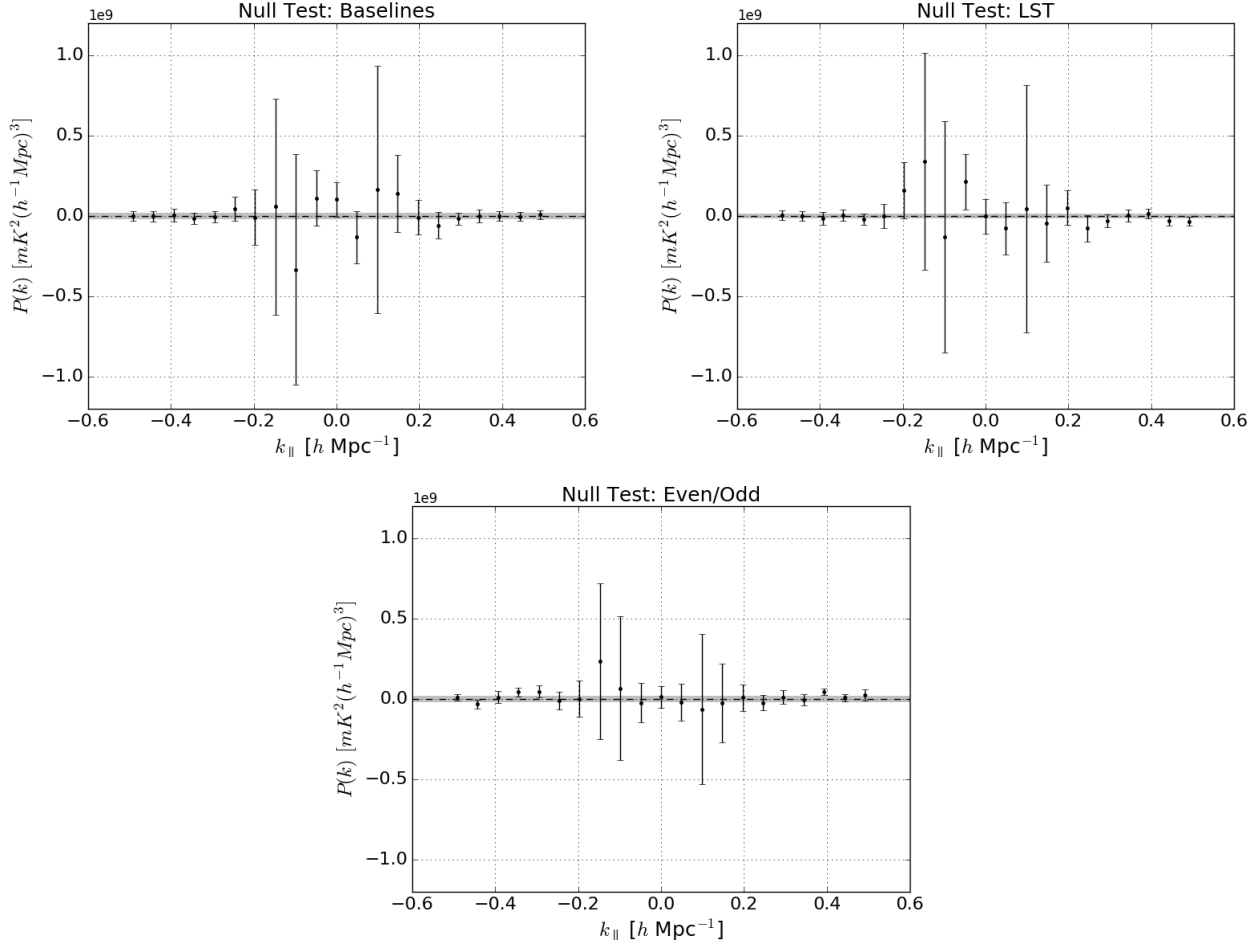 Null Test: Baselines
1e9
1.0
0.5
0.0
−0.5
−1.0
P(k) [mK²(h⁻¹Mpc)³]
−0.6 −0.4 −0.2 0.0 0.2 0.4 0.6
k∥ [h Mpc⁻¹]
Null Test: LST
1e9
1.0
0.5
0.0
−0.5
−1.0
P(k) [mK²(h⁻¹Mpc)³]
−0.6 −0.4 −0.2 0.0 0.2 0.4 0.6
k∥ [h Mpc⁻¹]
Null Test: Even/Odd
1e9
1.0
0.5
0.0
−0.5
−1.0
P(k) [mK²(h⁻¹Mpc)³]
−0.6 −0.4 −0.2 0.0 0.2 0.4 0.6
k∥ [h Mpc⁻¹]